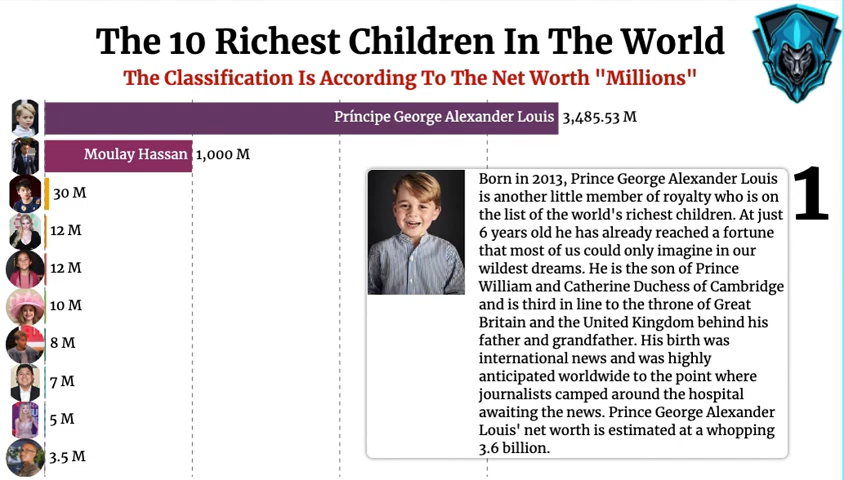 The 10 Richest Children In The World
The Classification Is According To The Net Worth "Millions"
Príncipe George Alexander Louis 3,485.53 M
Moulay Hassan 1,000 M
30 M
12 M
12 M
10 M
8 M
7 M
5 M
3.5 M
1
Born in 2013, Prince George Alexander Louis
is another little member of royalty who is on
the list of the world's richest children. At just
6 years old he has already reached a fortune
that most of us could only imagine in our
wildest dreams. He is the son of Prince
William and Catherine Duchess of Cambridge
and is third in line to the throne of Great
Britain and the United Kingdom behind his
father and grandfather. His birth was
international news and was highly
anticipated worldwide to the point where
journalists camped around the hospital
awaiting the news. Prince George Alexander
Louis' net worth is estimated at a whopping
3.6 billion.